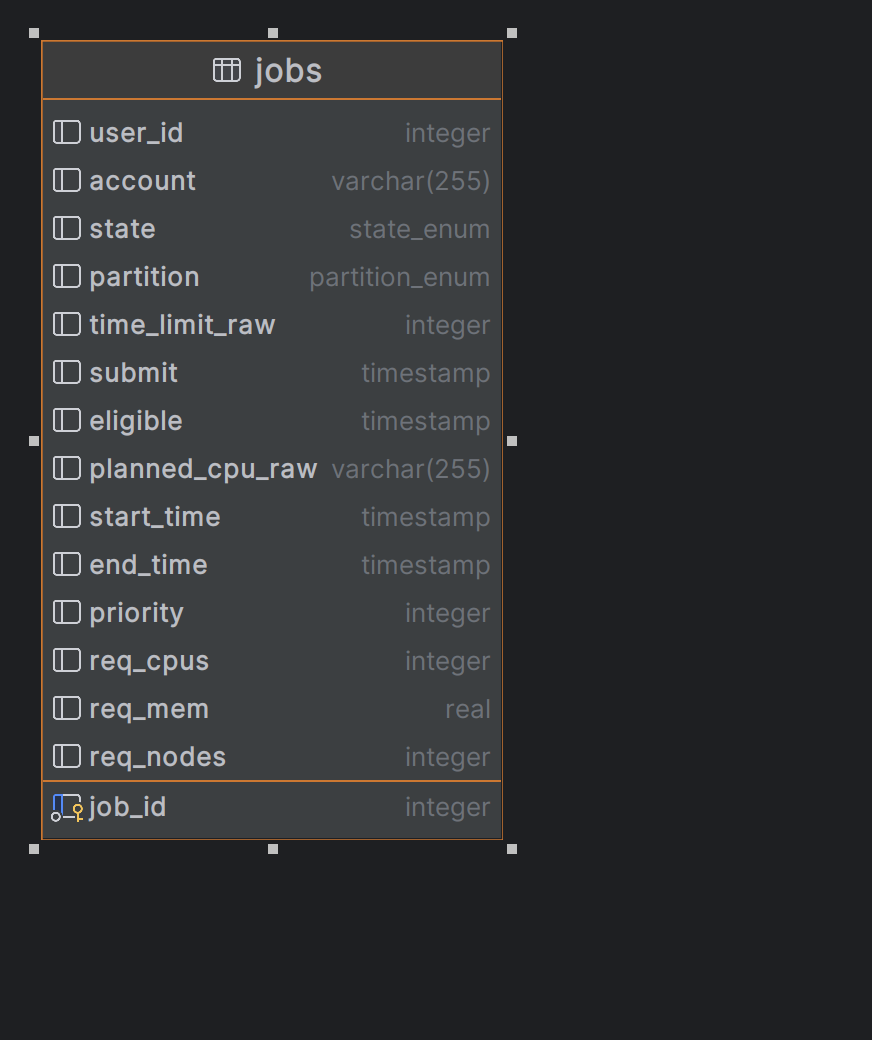 jobs
user_id integer
account varchar(255)
state state_enum
partition partition_enum
time_limit_raw integer
submit timestamp
eligible timestamp
planned_cpu_raw varchar(255)
start_time timestamp
end_time timestamp
priority integer
req_cpus integer
req_mem real
req_nodes integer
job_id integer